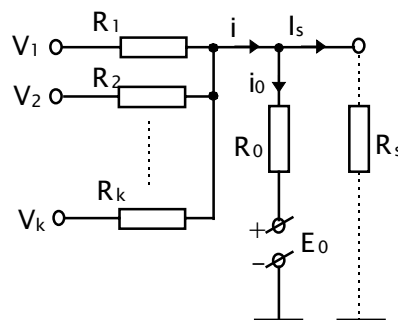 R₁ i Iₛ
V₁
R₂
V₂
i₀
R₀ Rₛ
Rₖ
Vₖ
+
E₀
−